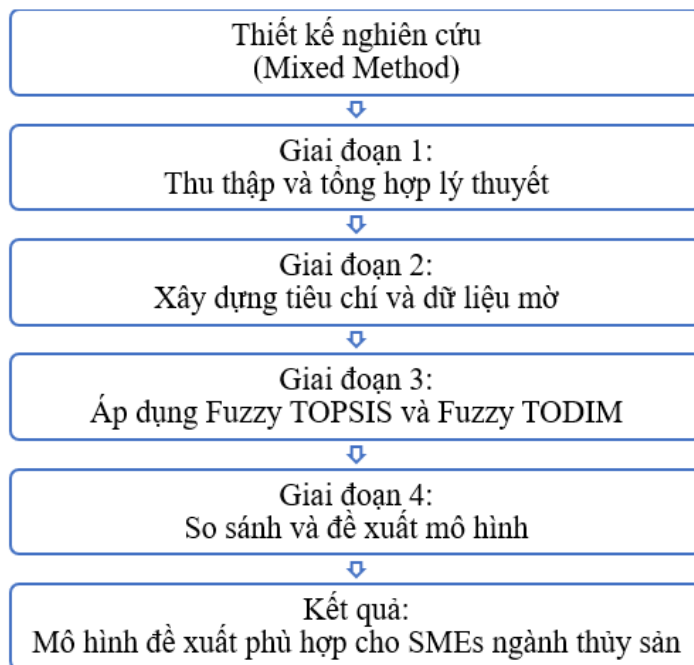 Thiết kế nghiên cứu
(Mixed Method)
Giai đoạn 1:
Thu thập và tổng hợp lý thuyết
Giai đoạn 2:
Xây dựng tiêu chí và dữ liệu mờ
Giai đoạn 3:
Áp dụng Fuzzy TOPSIS và Fuzzy TODIM
Giai đoạn 4:
So sánh và đề xuất mô hình
Kết quả:
Mô hình đề xuất phù hợp cho SMEs ngành thủy sản